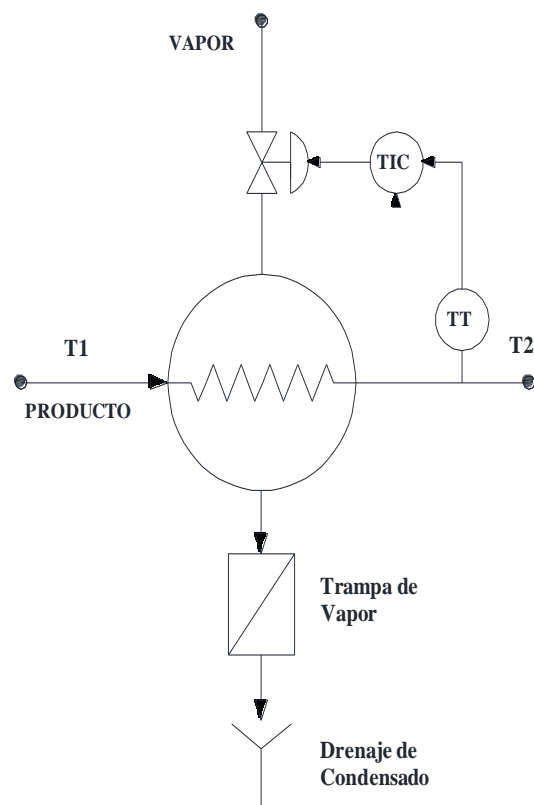 VAPOR
TIC
TT
T1
T2
PRODUCTO
Trampa de
Vapor
Drenaje de
Condensado